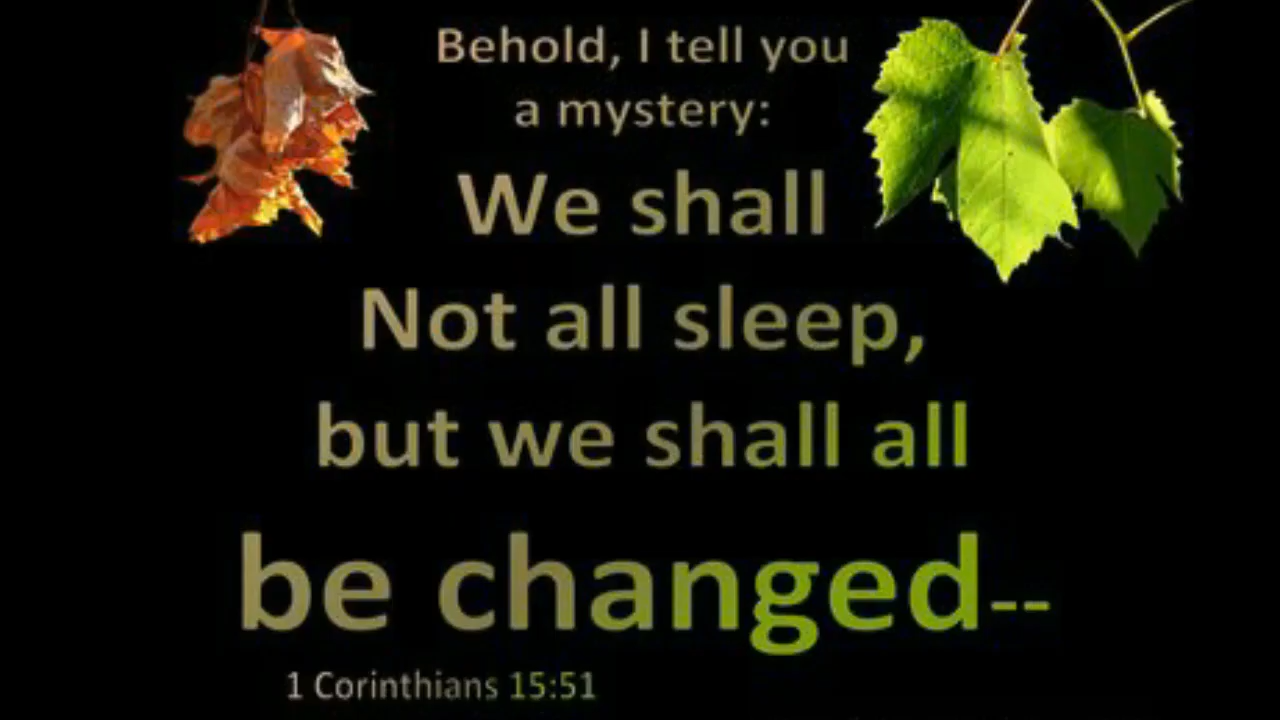 Behold, I tell you
a mystery:
We shall
Not all sleep,
but we shall all
be changed--
1 Corinthians 15:51